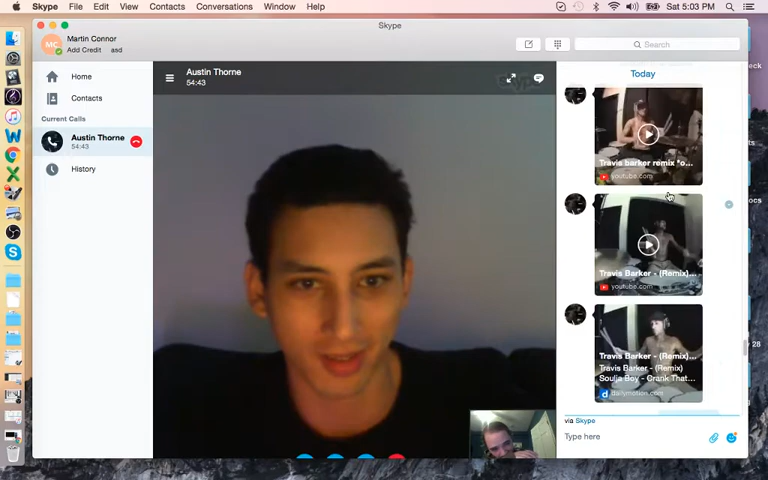 Skype File Edit View Contacts Conversations Window Help
Sat 5:03 PM
Skype
Martin Connor
Add Credit asd
Search
Home
Contacts
Current Calls
Austin Thorne
54:43
History
Austin Thorne
54:43
Today
Travis barker remix *o...
youtube.com
Travis Barker - (Remix)...
youtube.com
Travis Barker - (Remix)...
Travis Barker - (Remix)
Soulja Boy - Crank That...
dailymotion.com
via Skype
Type here